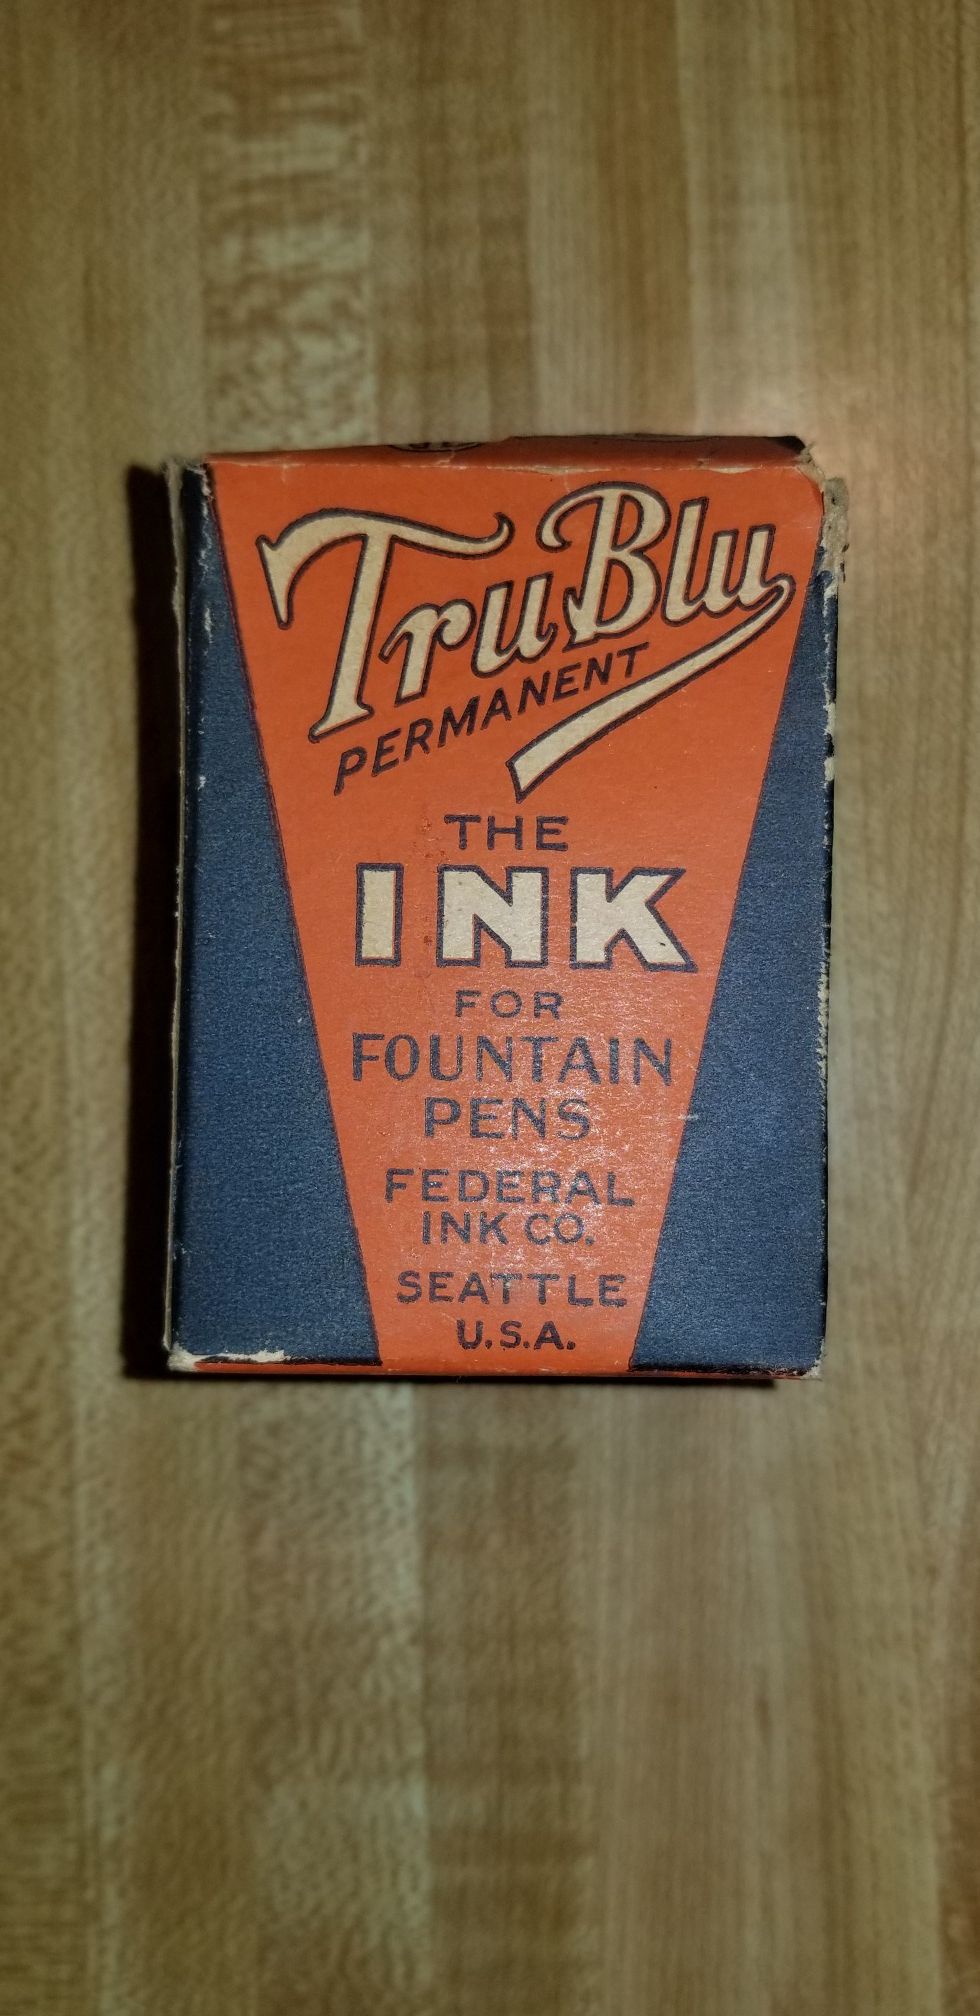 TruBlu
PERMANENT
THE
INK
FOR
FOUNTAIN
PENS
FEDERAL
INK CO.
SEATTLE
U.S.A.